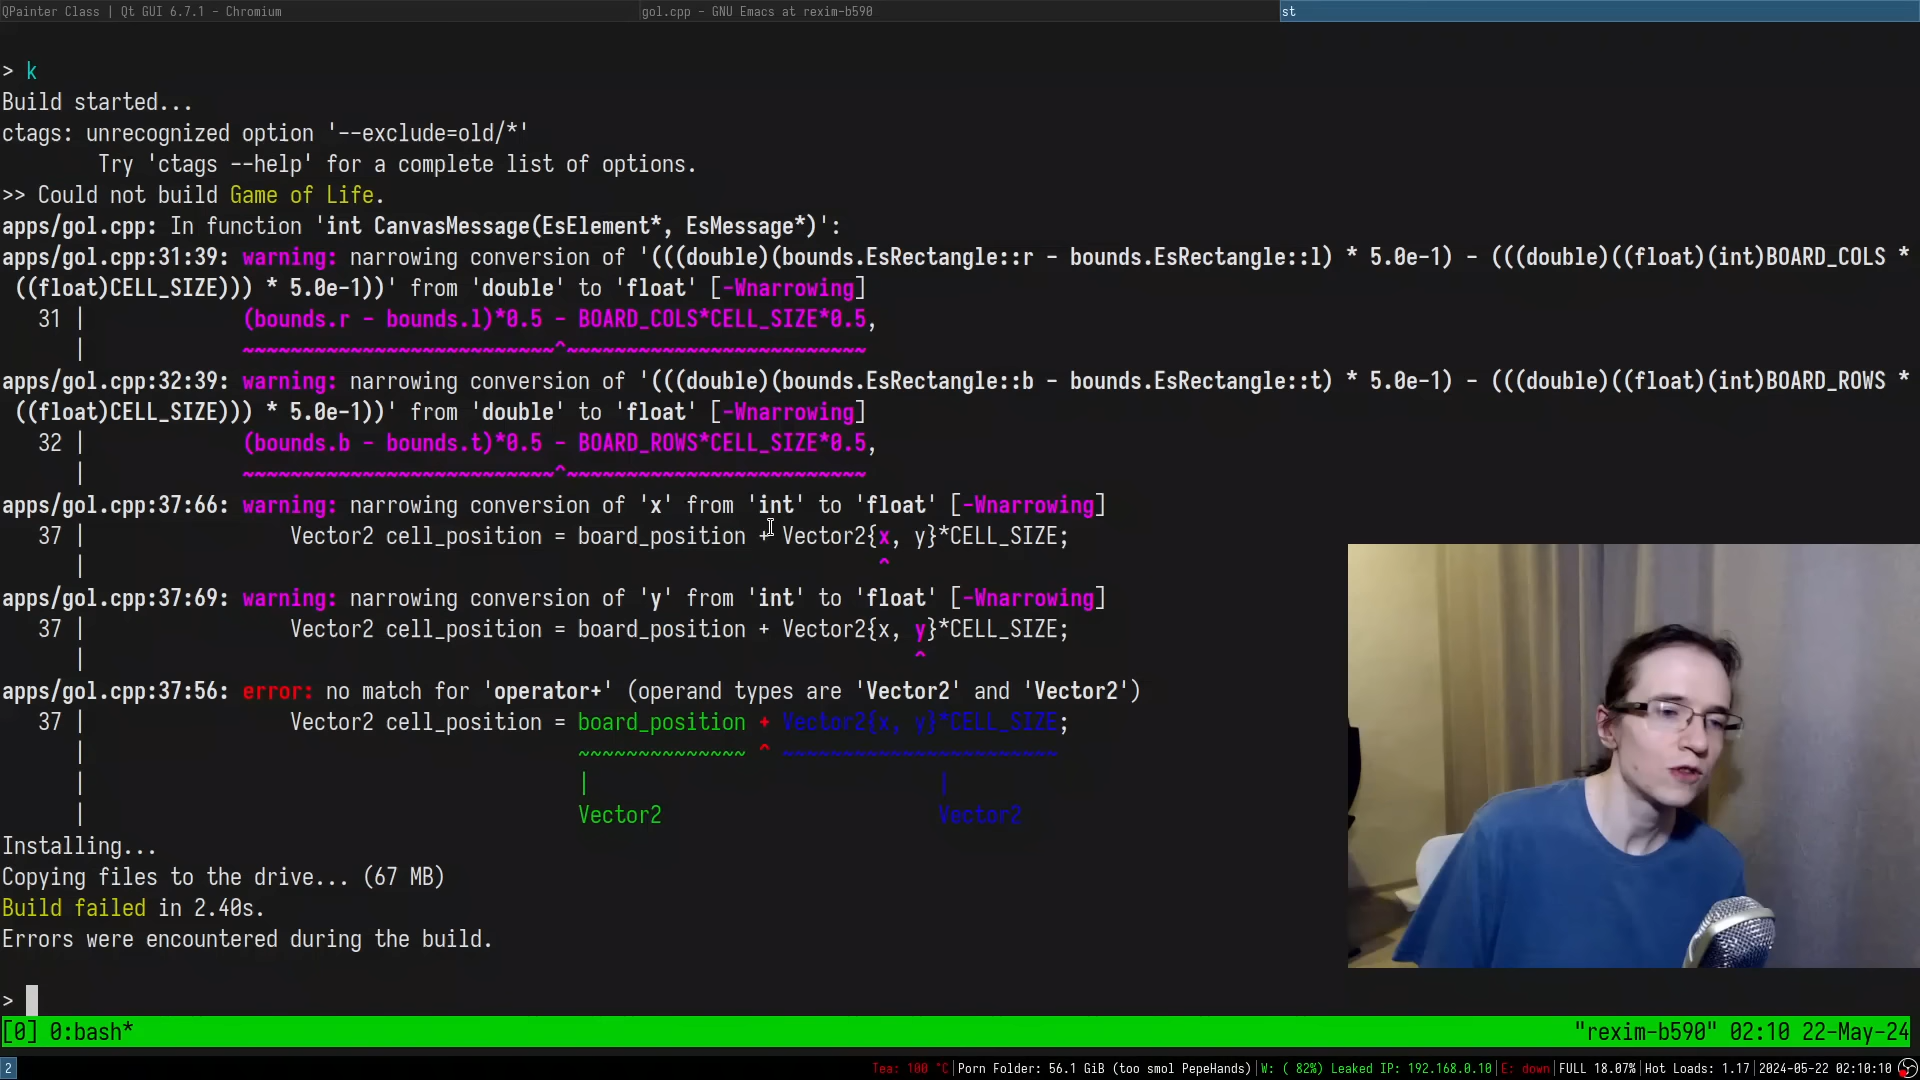 QPainter Class | Qt GUI 6.7.1 - Chromium
gol.cpp - GNU Emacs at rexim-b590
st
> k
Build started...
ctags: unrecognized option '--exclude=old/*'
Try 'ctags --help' for a complete list of options.
>> Could not build Game of Life.
apps/gol.cpp: In function 'int CanvasMessage(EsElement*, EsMessage*)':
apps/gol.cpp:31:39: warning: narrowing conversion of '(((double)(bounds.EsRectangle::r - bounds.EsRectangle::l) * 5.0e-1) - (((double)((float)(int)BOARD_COLS *
((float)CELL_SIZE))) * 5.0e-1))' from 'double' to 'float' [-Wnarrowing]
31 | (bounds.r - bounds.l)*0.5 - BOARD_COLS*CELL_SIZE*0.5,
| ~~~~~~~~~~~~~~~~~~~~~~~~~~^~~~~~~~~~~~~~~~~~~~~~~~~~
apps/gol.cpp:32:39: warning: narrowing conversion of '(((double)(bounds.EsRectangle::b - bounds.EsRectangle::t) * 5.0e-1) - (((double)((float)(int)BOARD_ROWS *
((float)CELL_SIZE))) * 5.0e-1))' from 'double' to 'float' [-Wnarrowing]
32 | (bounds.b - bounds.t)*0.5 - BOARD_ROWS*CELL_SIZE*0.5,
| ~~~~~~~~~~~~~~~~~~~~~~~~~~^~~~~~~~~~~~~~~~~~~~~~~~~~
apps/gol.cpp:37:66: warning: narrowing conversion of 'x' from 'int' to 'float' [-Wnarrowing]
37 | Vector2 cell_position = board_position + Vector2{x, y}*CELL_SIZE;
| ^
apps/gol.cpp:37:69: warning: narrowing conversion of 'y' from 'int' to 'float' [-Wnarrowing]
37 | Vector2 cell_position = board_position + Vector2{x, y}*CELL_SIZE;
| ^
apps/gol.cpp:37:56: error: no match for 'operator+' (operand types are 'Vector2' and 'Vector2')
37 | Vector2 cell_position = board_position + Vector2{x, y}*CELL_SIZE;
| ~~~~~~~~~~~~~~ ^ ~~~~~~~~~~~~~~~~~~~~~~~
| | |
| Vector2 Vector2
Installing...
Copying files to the drive... (67 MB)
Build failed in 2.40s.
Errors were encountered during the build.
>
[0] 0:bash* "rexim-b590" 02:10 22-May-24
2 Tea: 100 °C|Porn Folder: 56.1 GiB (too smol PepeHands)|W: ( 82%) Leaked IP: 192.168.0.10|E: down|FULL 18.07%|Hot Loads: 1.17|2024-05-22 02:10:10